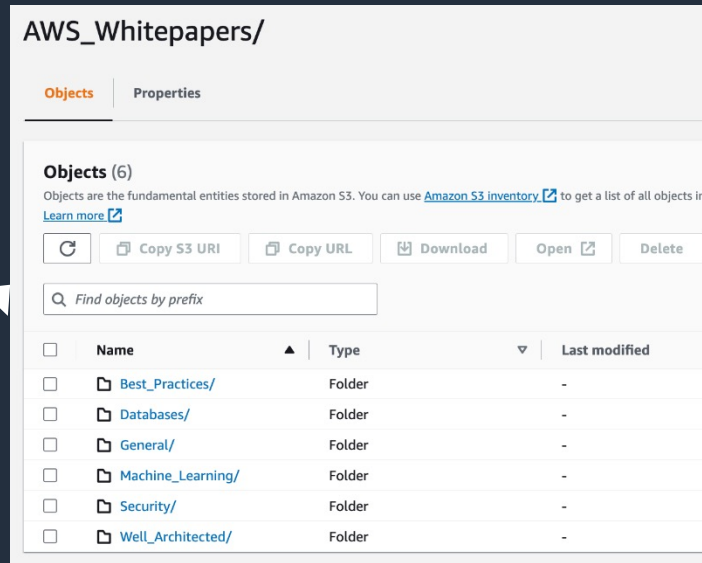 AWS_Whitepapers/
Objects Properties
Objects (6)
Objects are the fundamental entities stored in Amazon S3. You can use Amazon S3 inventory to get a list of all objects in
Learn more
Copy S3 URI Copy URL Download Open Delete
Find objects by prefix
Name Type Last modified
Best_Practices/ Folder -
Databases/ Folder -
General/ Folder -
Machine_Learning/ Folder -
Security/ Folder -
Well_Architected/ Folder -